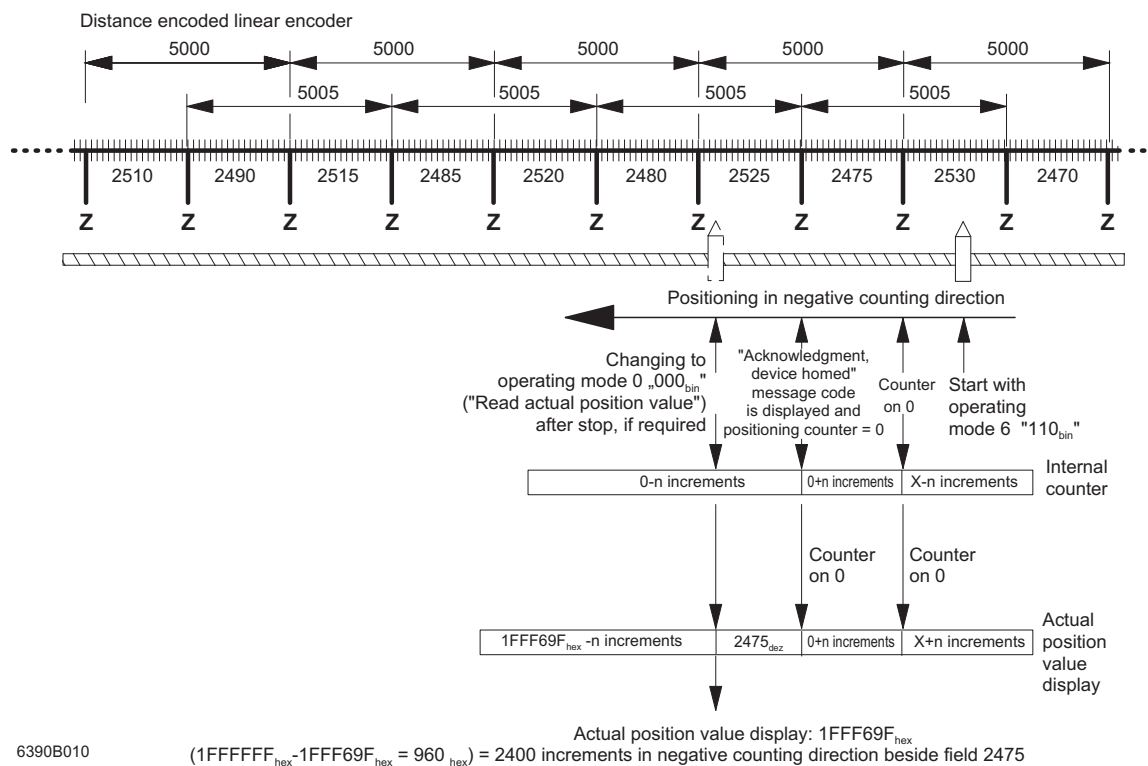 Distance encoded linear encoder
5000 5000 5000 5000 5000
5005 5005 5005 5005
2510 2490 2515 2485 2520 2480 2525 2475 2530 2470
Z Z Z Z Z Z Z Z Z Z Z
Positioning in negative counting direction
Changing to
operating mode 0 „000bin"
("Read actual position value")
after stop, if required
"Acknowledgment,
device homed"
message code
is displayed and
positioning counter = 0
Counter
on 0
Start with
operating
mode 6 "110bin"
0-n increments
0+n increments
X-n increments
Internal
counter
Counter
on 0
Counter
on 0
1FFF69Fhex -n increments
2475dez
0+n increments
X+n increments
Actual
position
value
display
Actual position value display: 1FFF69Fhex
(1FFFFFFhex-1FFF69Fhex = 960 hex) = 2400 increments in negative counting direction beside field 2475
6390B010